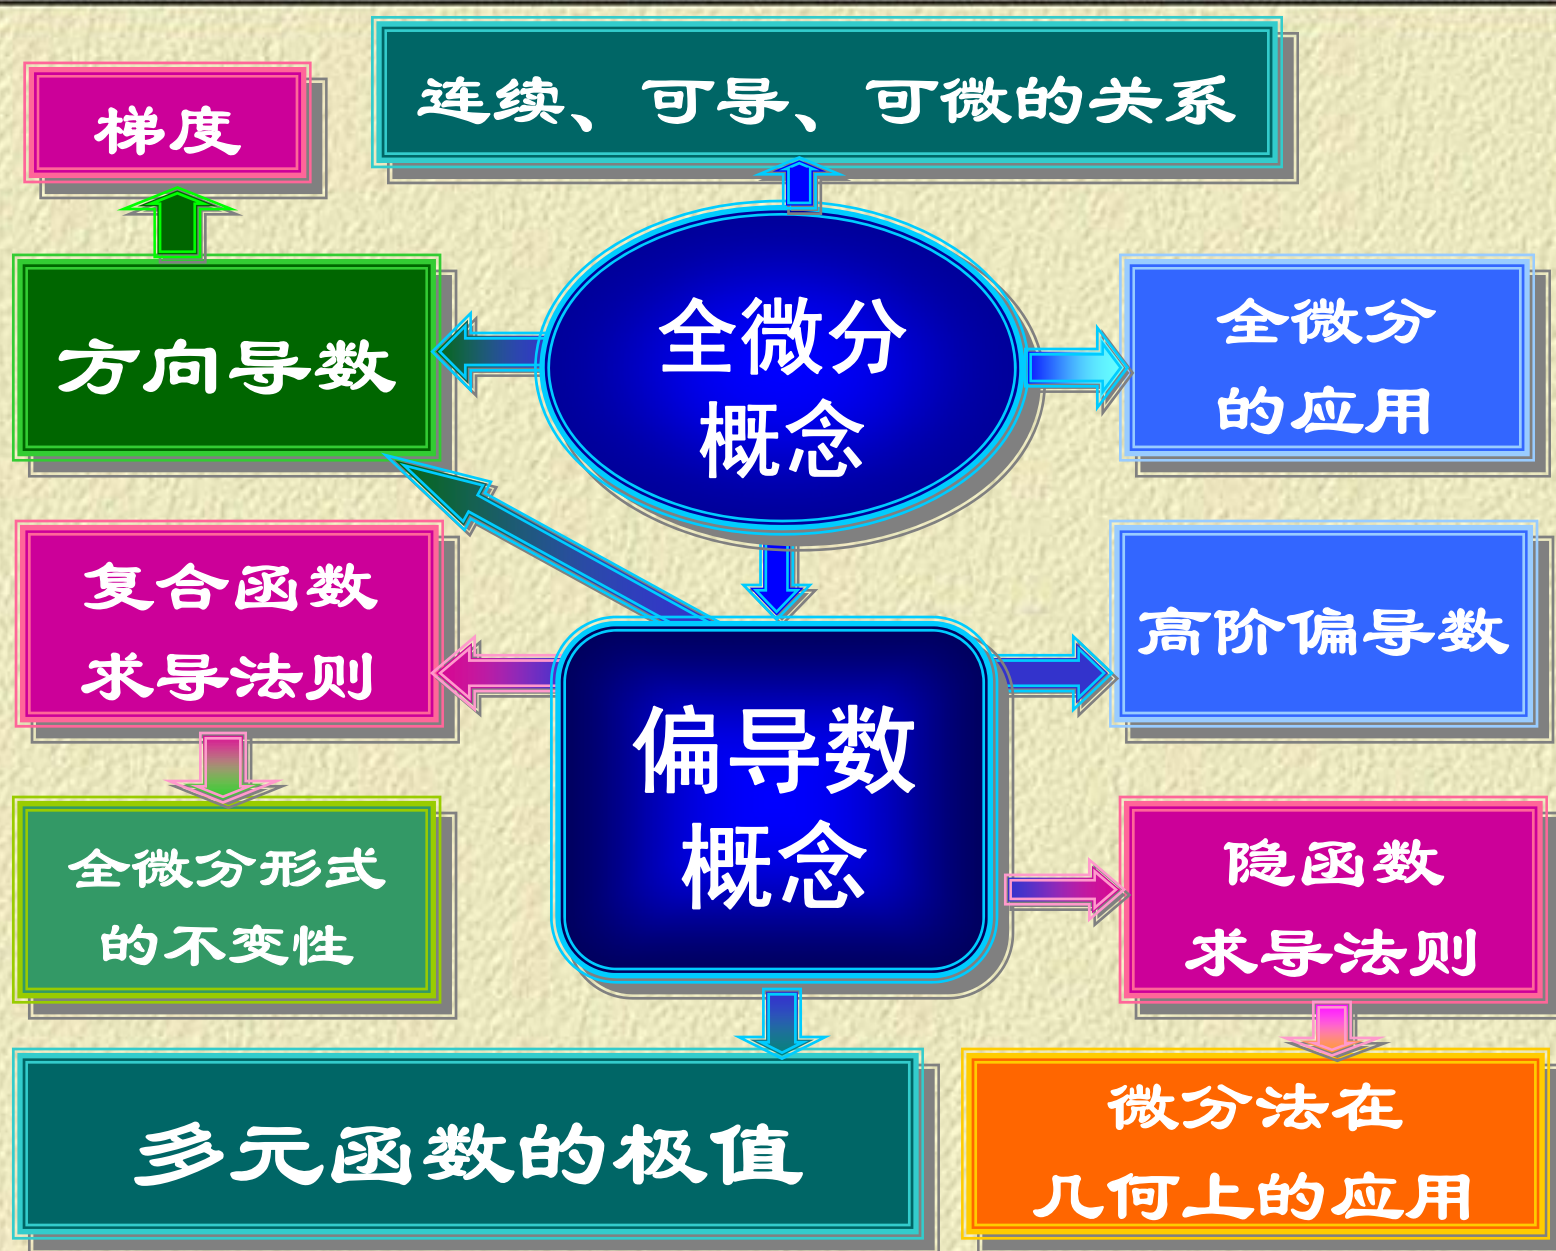 连续、可导、可微的关系
梯度
方向导数
全微分
概念
全微分
的应用
复合函数
求导法则
高阶偏导数
偏导数
概念
全微分形式
的不变性
隐函数
求导法则
多元函数的极值
微分法在
几何上的应用